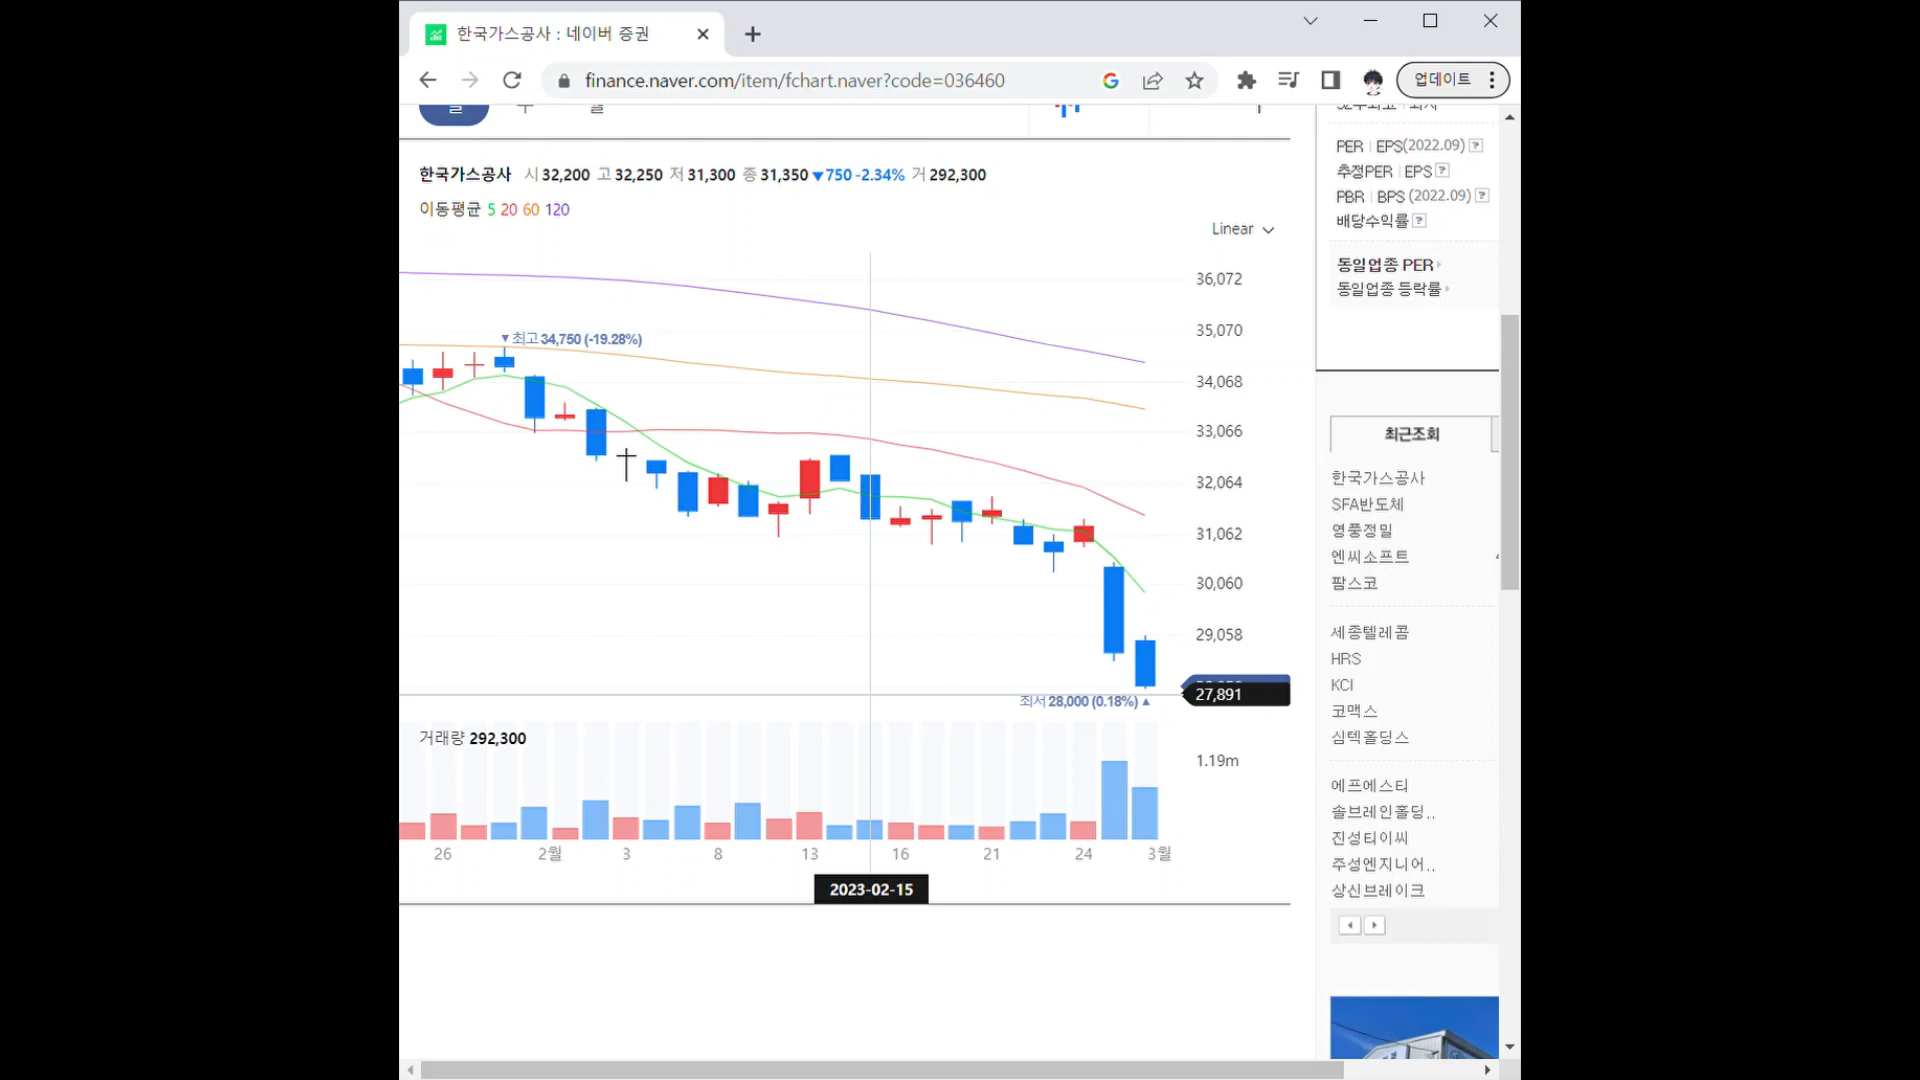 한국가스공사 : 네이버 증권
finance.naver.com/item/fchart.naver?code=036460
업데이트
한국가스공사 시 32,200 고 32,250 저 31,300 종 31,350 ▼750 -2.34% 거 292,300
이동평균 5 20 60 120
Linear
36,072
35,070
34,068
33,066
32,064
31,062
30,060
29,058
27,891
▼최고 34,750 (-19.28%)
최저 28,000 (0.18%) ▲
거래량 292,300
1.19m
26 2월 3 8 13 16 21 24 3월
2023-02-15
PER | EPS(2022.09) ?
추정PER | EPS ?
PBR | BPS (2022.09) ?
배당수익률 ?
동일업종 PER
동일업종 등락률
최근조회
한국가스공사
SFA반도체
영풍정밀
엔씨소프트
팜스코
세종텔레콤
HRS
KCI
코맥스
심텍홀딩스
에프에스티
솔브레인홀딩..
진성티이씨
주성엔지니어..
상신브레이크